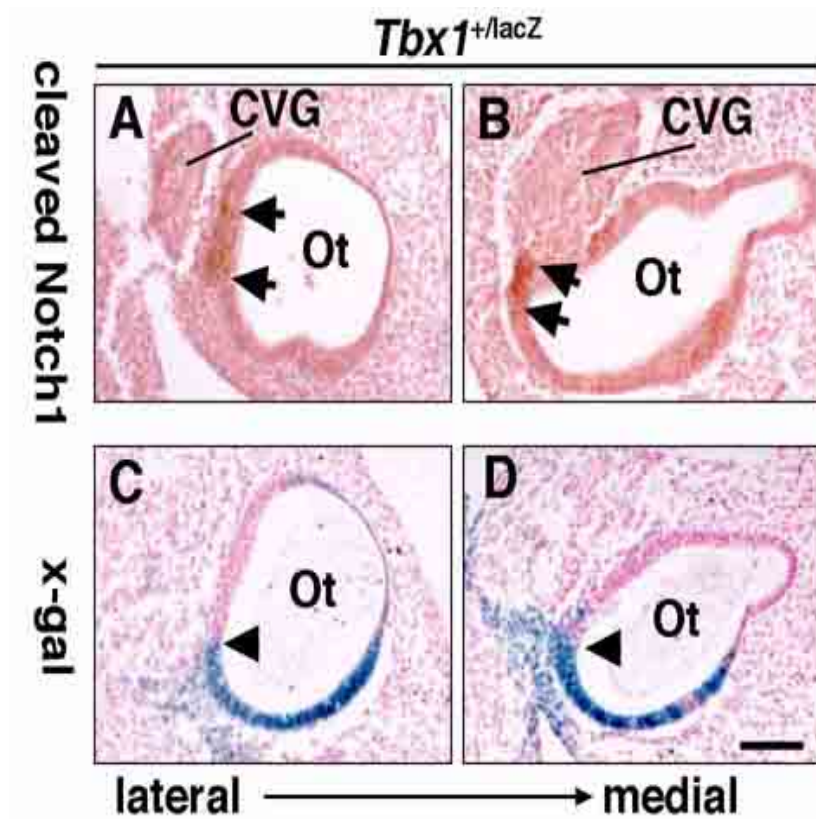 Tbx1+/lacZ
cleaved Notch1
A
CVG
Ot
B
CVG
Ot
x-gal
C
Ot
D
Ot
lateral
medial